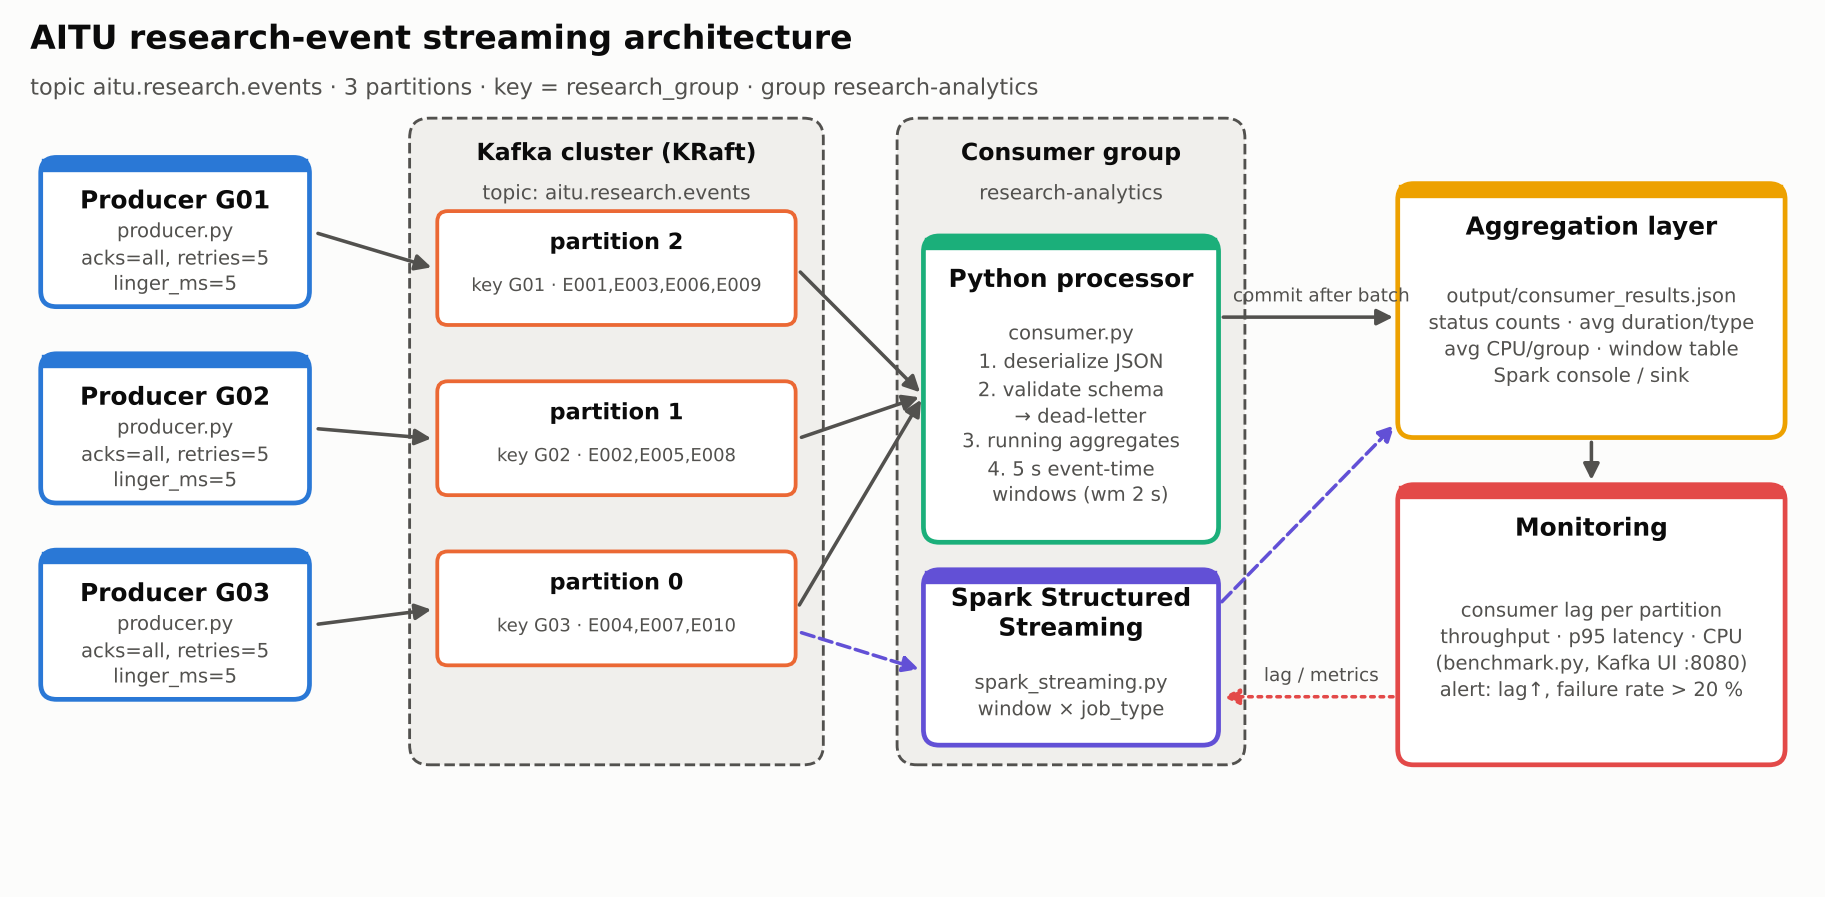 AITU research-event streaming architecture
topic aitu.research.events · 3 partitions · key = research_group · group research-analytics
Producer G01
producer.py
acks=all, retries=5
linger_ms=5
Producer G02
producer.py
acks=all, retries=5
linger_ms=5
Producer G03
producer.py
acks=all, retries=5
linger_ms=5
Kafka cluster (KRaft)
topic: aitu.research.events
partition 2
key G01 · E001,E003,E006,E009
partition 1
key G02 · E002,E005,E008
partition 0
key G03 · E004,E007,E010
Consumer group
research-analytics
Python processor
consumer.py
1. deserialize JSON
2. validate schema
→ dead-letter
3. running aggregates
4. 5 s event-time
windows (wm 2 s)
Spark Structured
Streaming
spark_streaming.py
window × job_type
commit after batch
lag / metrics
Aggregation layer
output/consumer_results.json
status counts · avg duration/type
avg CPU/group · window table
Spark console / sink
Monitoring
consumer lag per partition
throughput · p95 latency · CPU
(benchmark.py, Kafka UI :8080)
alert: lag↑, failure rate > 20 %